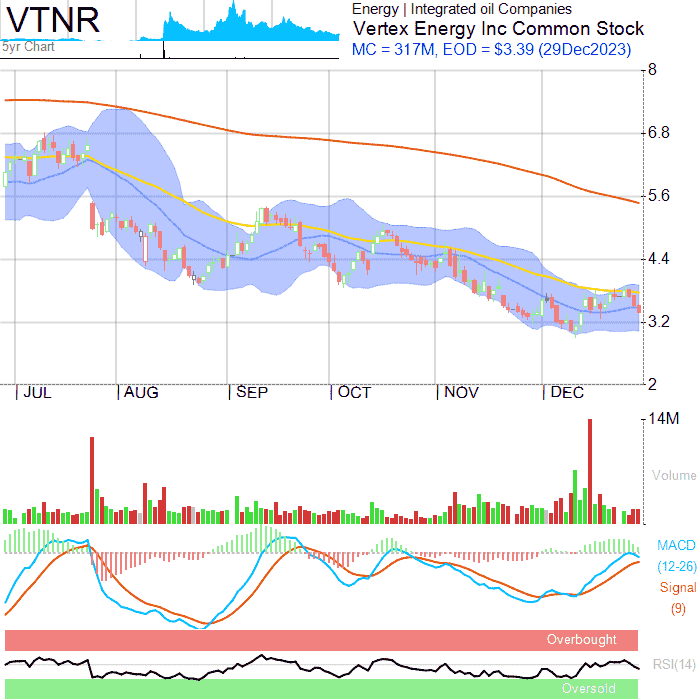 VTNR
5yr Chart
Energy | Integrated oil Companies
Vertex Energy Inc Common Stock
MC = 317M, EOD = $3.39 (29Dec2023)
8
6.8
5.6
4.4
3.2
2
JUL
AUG
SEP
OCT
NOV
DEC
14M
Volume
MACD
(12-26)
Signal
(9)
Overbought
RSI(14)
Oversold